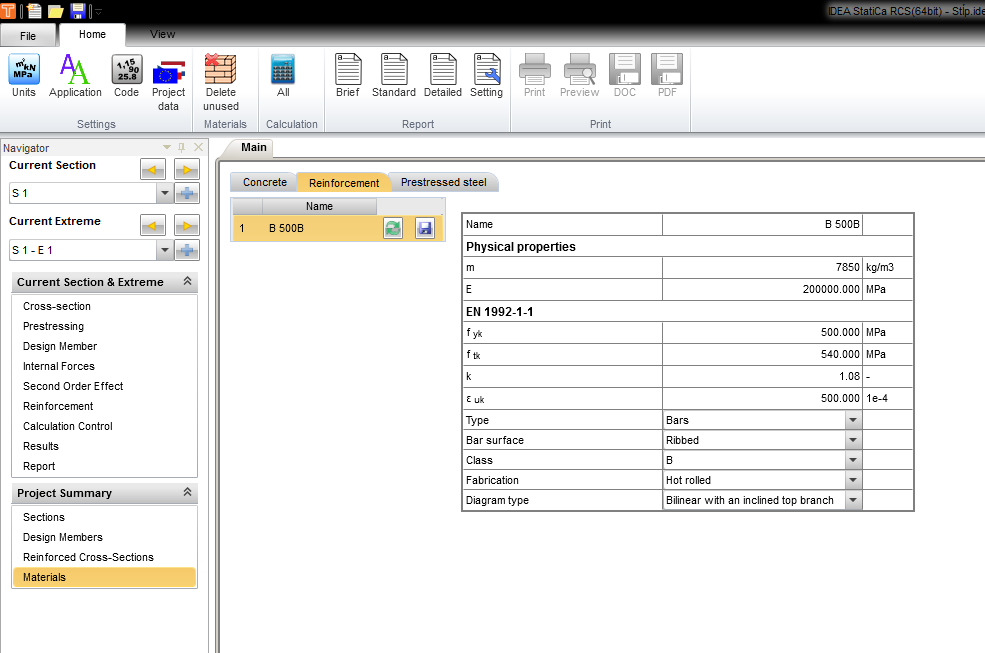 IDEA StatiCa RCS(64bit) - Stlp.ide
File Home View
Units Application Code Project data Delete unused All Brief Standard Detailed Setting Print Preview DOC PDF
Settings Materials Calculation Report Print
Navigator
Current Section
S 1
Current Extreme
S 1 - E 1
Current Section & Extreme
Cross-section
Prestressing
Design Member
Internal Forces
Second Order Effect
Reinforcement
Calculation Control
Results
Report
Project Summary
Sections
Design Members
Reinforced Cross-Sections
Materials
Main
Concrete Reinforcement Prestressed steel
Name
1 B 500B
Name B 500B
Physical properties
m 7850 kg/m3
E 200000.000 MPa
EN 1992-1-1
f yk 500.000 MPa
f tk 540.000 MPa
k 1.08 -
ε uk 500.000 1e-4
Type Bars
Bar surface Ribbed
Class B
Fabrication Hot rolled
Diagram type Bilinear with an inclined top branch